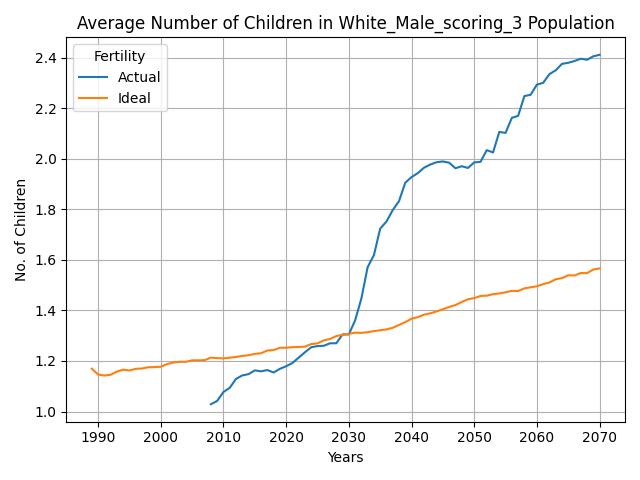 Average Number of Children in White_Male_scoring_3 Population
Fertility
Actual
Ideal
No. of Children
2.4
2.2
2.0
1.8
1.6
1.4
1.2
1.0
1990 2000 2010 2020 2030 2040 2050 2060 2070
Years